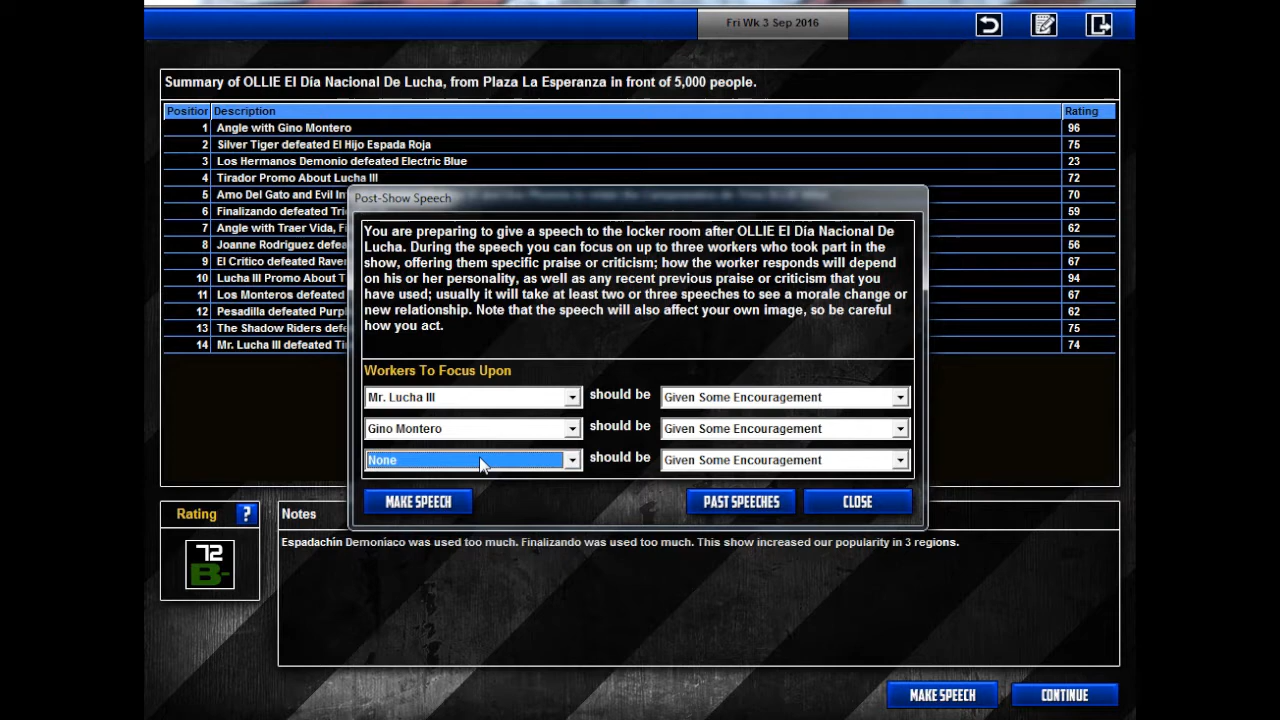 Fri Wk 3 Sep 2016
Summary of OLLIE El Día Nacional De Lucha, from Plaza La Esperanza in front of 5,000 people.
Position Description Rating
1 Angle with Gino Montero 96
2 Silver Tiger defeated El Hijo Espada Roja 75
3 Los Hermanos Demonio defeated Electric Blue 23
4 Tirador Promo About Lucha III 72
5 Amo Del Gato and Evil In 70
6 Finalizando defeated Tri 59
7 Angle with Traer Vida, F 62
8 Joanne Rodriguez defea 56
9 El Critico defeated Raven 67
10 Lucha III Promo About T 94
11 Los Monteros defeated 67
12 Pesadilla defeated Purp 62
13 The Shadow Riders defe 75
14 Mr. Lucha III defeated Ti 74
Post-Show Speech
You are preparing to give a speech to the locker room after OLLIE El Día Nacional De
Lucha. During the speech you can focus on up to three workers who took part in the
show, offering them specific praise or criticism; how the worker responds will depend
on his or her personality, as well as any recent previous praise or criticism that you
have used; usually it will take at least two or three speeches to see a morale change or
new relationship. Note that the speech will also affect your own image, so be careful
how you act.
Workers To Focus Upon
Mr. Lucha III should be Given Some Encouragement
Gino Montero should be Given Some Encouragement
None should be Given Some Encouragement
MAKE SPEECH PAST SPEECHES CLOSE
Rating ? Notes
72
B-
Espadachín Demoníaco was used too much. Finalizando was used too much. This show increased our popularity in 3 regions.
MAKE SPEECH CONTINUE